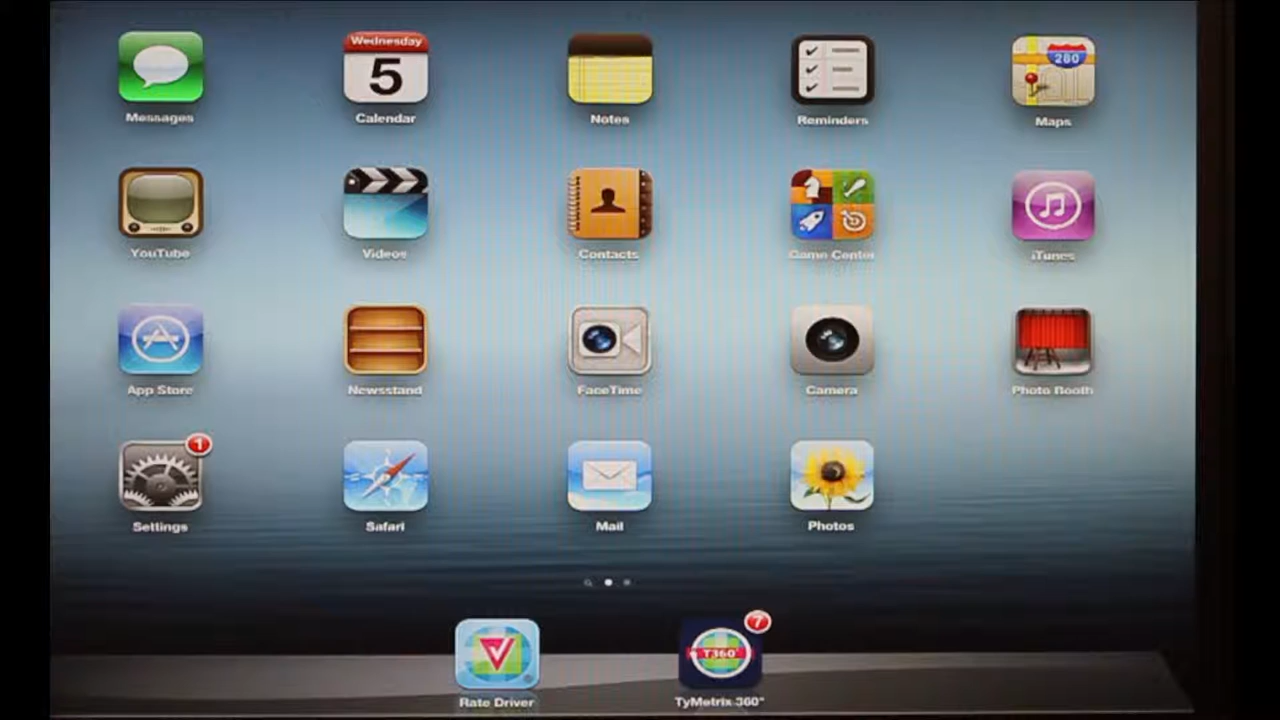 Wednesday
5
280
Messages
Calendar
Notes
Reminders
Maps
YouTube
Videos
Contacts
Game Center
iTunes
App Store
Newsstand
FaceTime
Camera
Photo Booth
1
Settings
Safari
Mail
Photos
7
T360°
Rate Driver
TyMetrix 360°